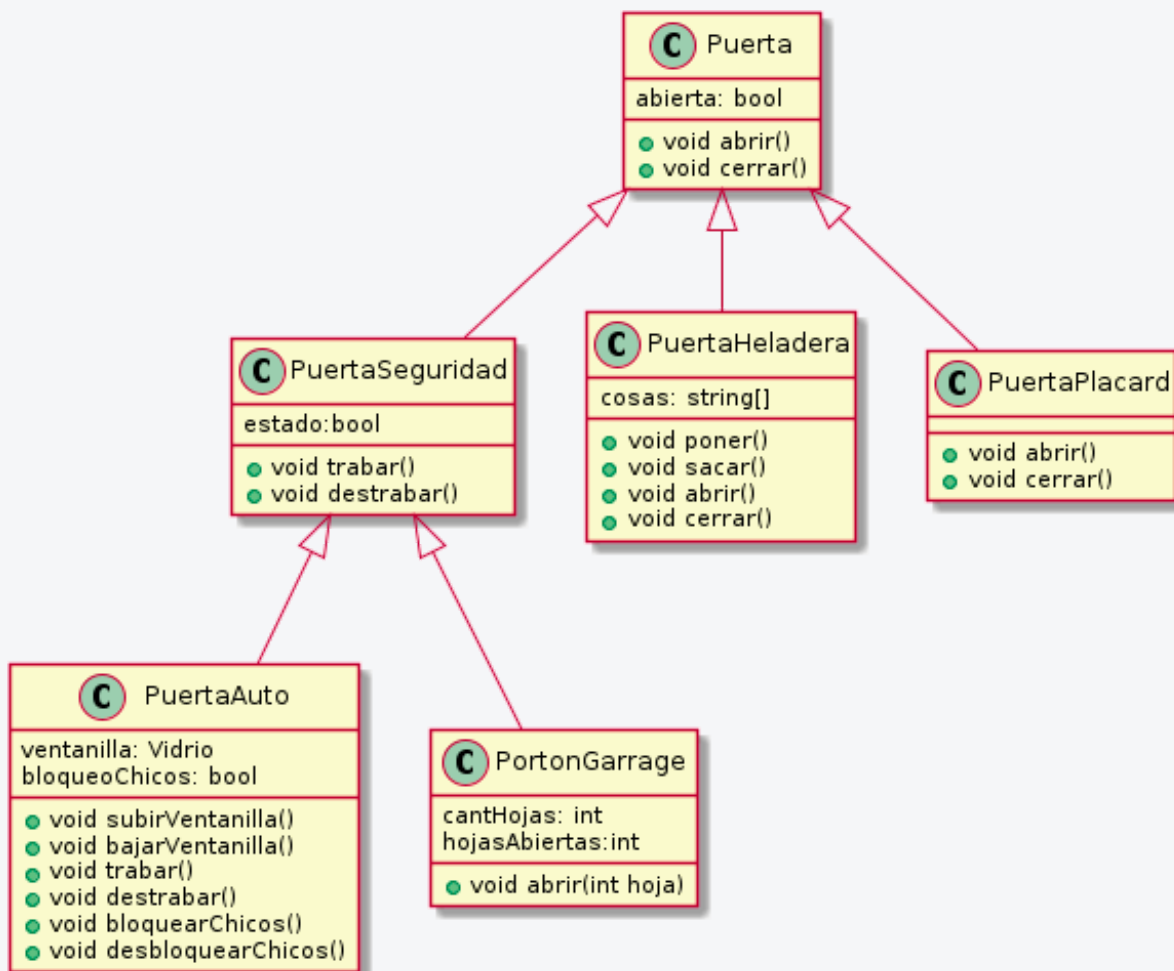 C Puerta
abierta: bool
void abrir()
void cerrar()
C PuertaSeguridad
estado:bool
void trabar()
void destrabar()
C PuertaHeladera
cosas: string[]
void poner()
void sacar()
void abrir()
void cerrar()
C PuertaPlacard
void abrir()
void cerrar()
C PuertaAuto
ventanilla: Vidrio
bloqueoChicos: bool
void subirVentanilla()
void bajarVentanilla()
void trabar()
void destrabar()
void bloquearChicos()
void desbloquearChicos()
C PortonGarrage
cantHojas: int
hojasAbiertas:int
void abrir(int hoja)